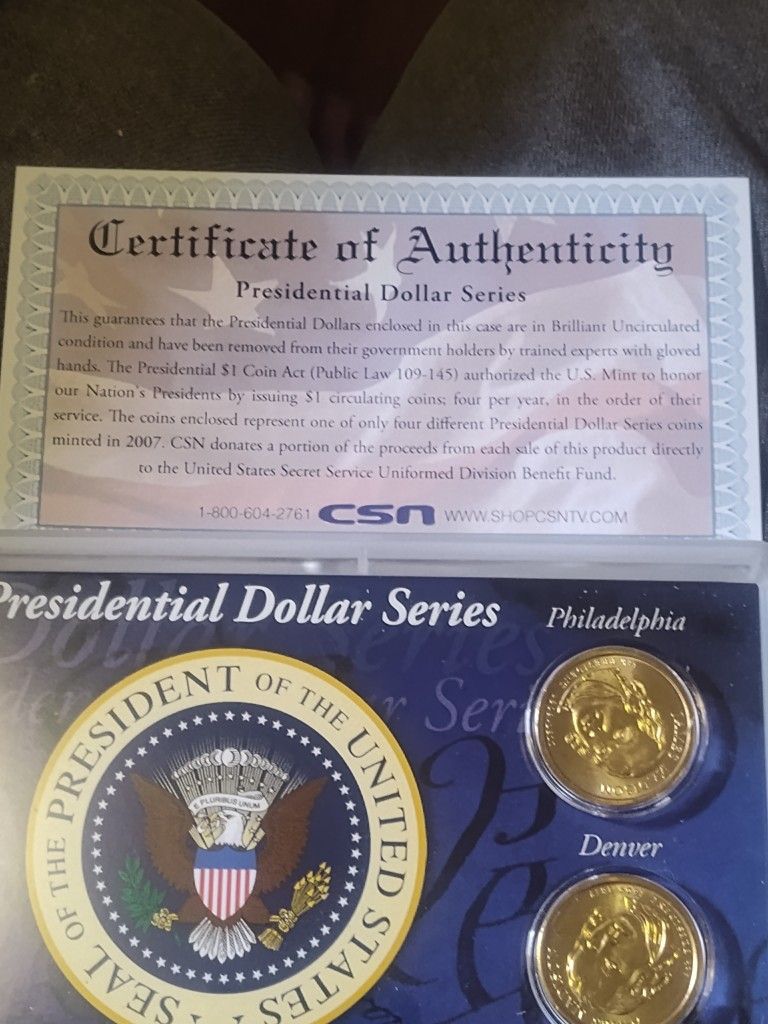 Certificate of Authenticity
Presidential Dollar Series
This guarantees that the Presidential Dollars enclosed in this case are in Brilliant Uncirculated
condition and have been removed from their government holders by trained experts with gloved
hands. The Presidential $1 Coin Act (Public Law 109-145) authorized the U.S. Mint to honor
our Nation's Presidents by issuing $1 circulating coins; four per year, in the order of their
service. The coins enclosed represent one of only four different Presidential Dollar Series coins
minted in 2007. CSN donates a portion of the proceeds from each sale of this product directly
to the United States Secret Service Uniformed Division Benefit Fund.
1-800-604-2761 CSN WWW.SHOPCSNTV.COM
Presidential Dollar Series
Philadelphia
SEAL OF THE PRESIDENT OF THE UNITED STATES
E PLURIBUS UNUM
Denver